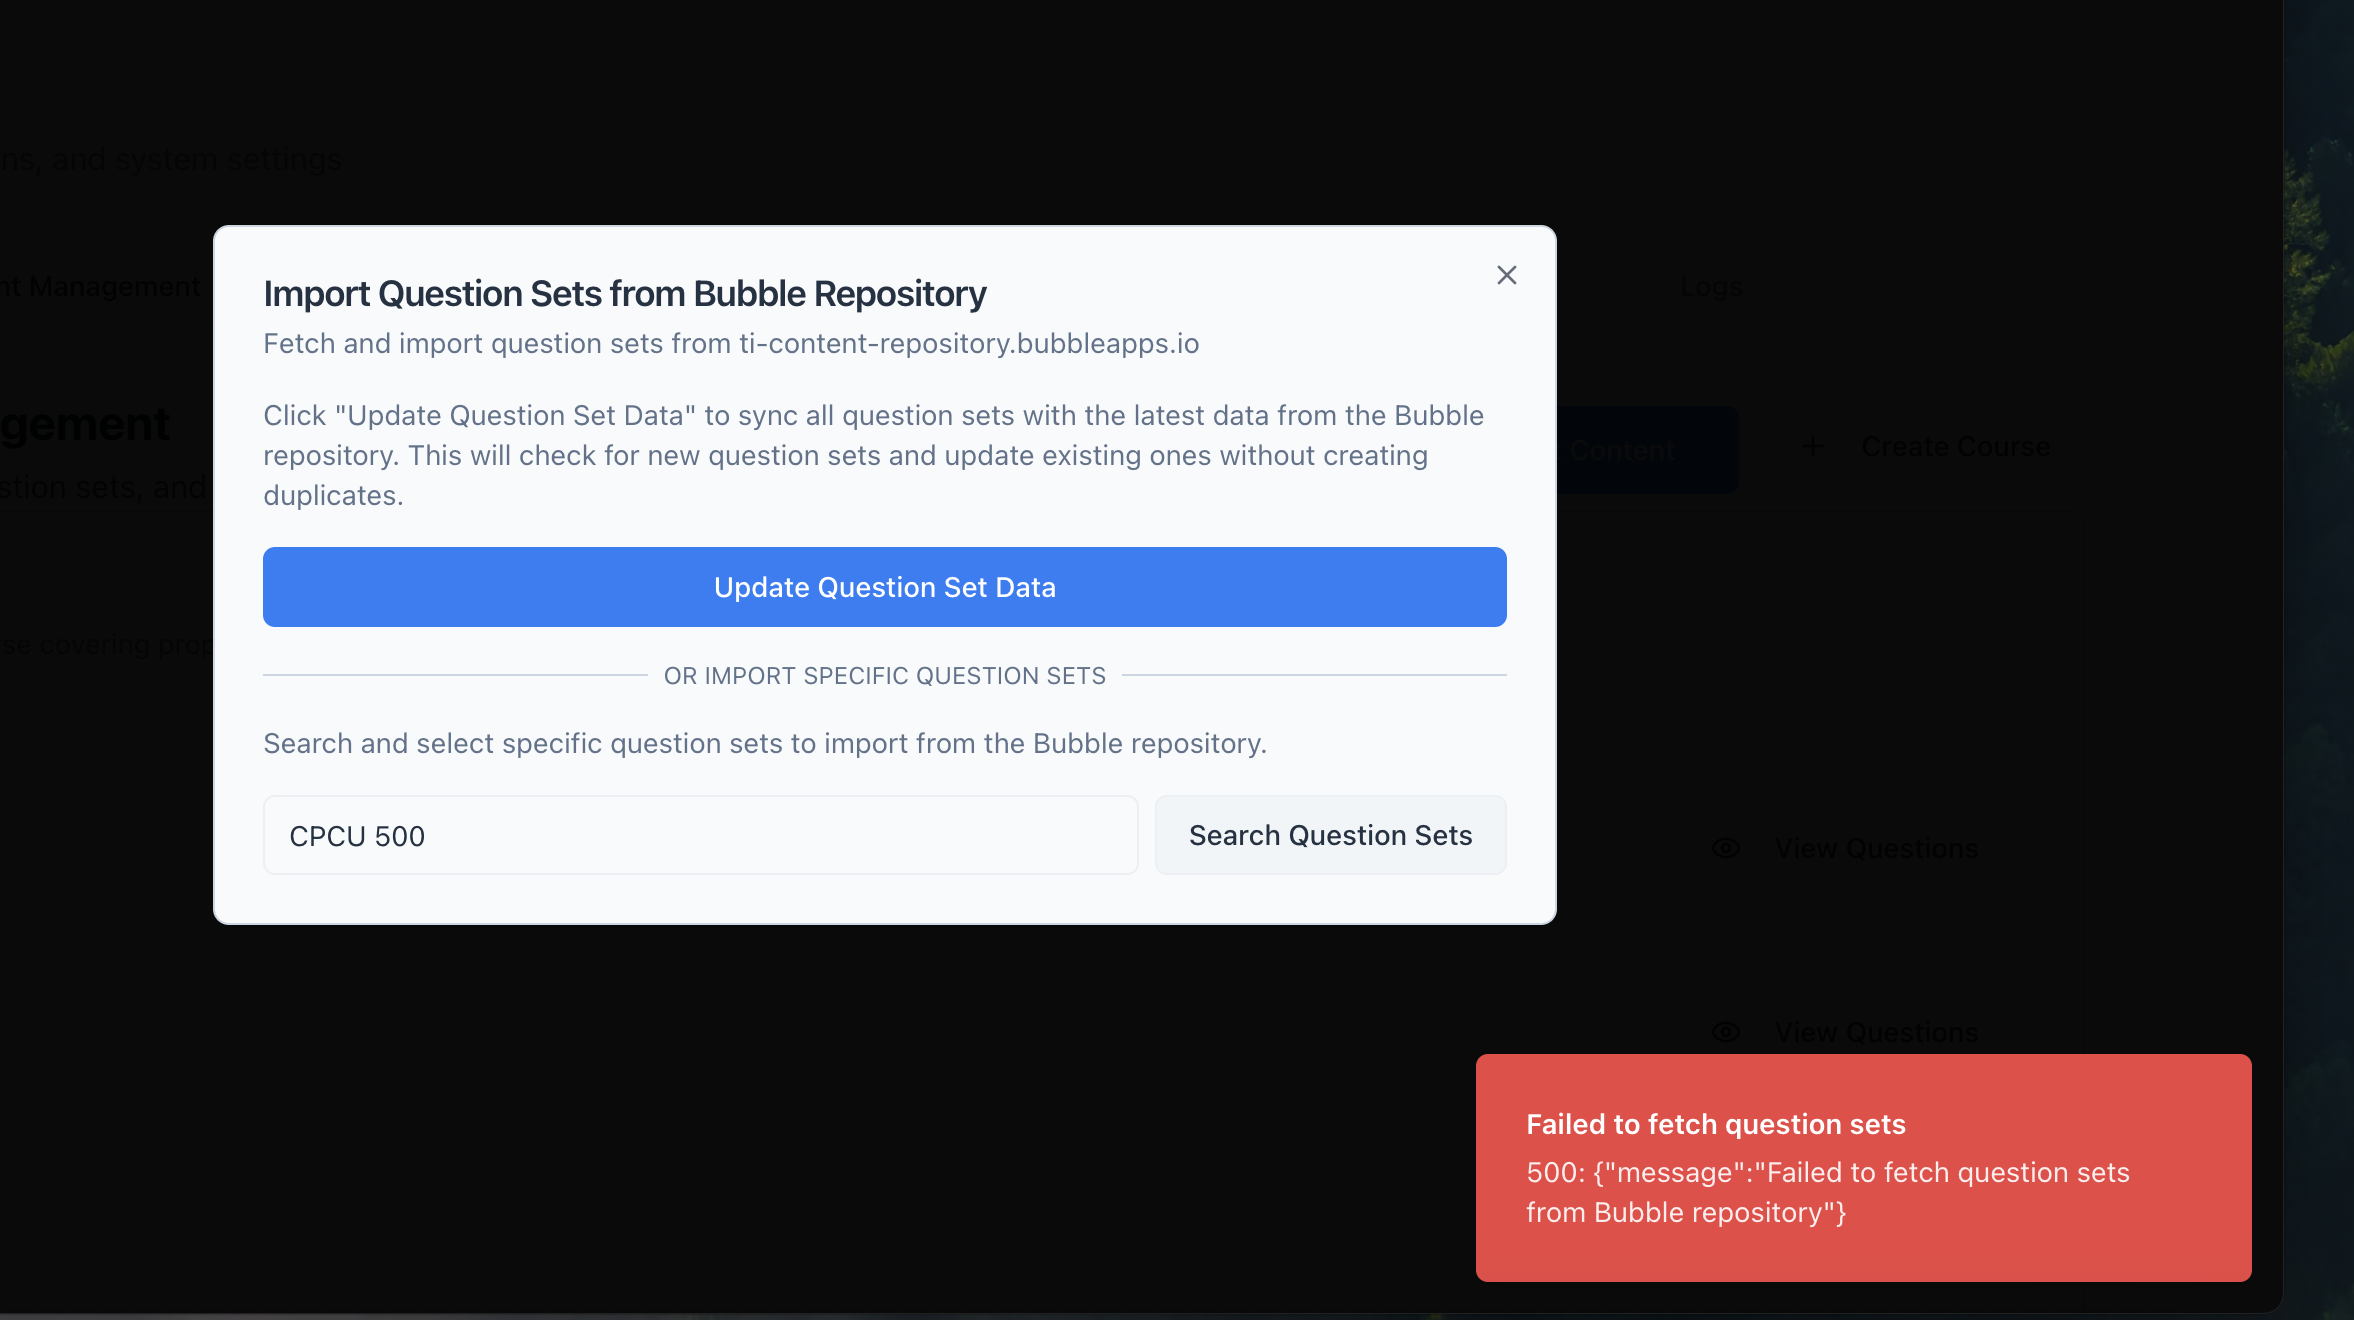 ns, and system settings
nt Management
Logs
Import Question Sets from Bubble Repository
Fetch and import question sets from ti-content-repository.bubbleapps.io
Click "Update Question Set Data" to sync all question sets with the latest data from the Bubble
repository. This will check for new question sets and update existing ones without creating
duplicates.
gement
stion sets, and
Content
Create Course
Update Question Set Data
se covering prop
OR IMPORT SPECIFIC QUESTION SETS
Search and select specific question sets to import from the Bubble repository.
CPCU 500
Search Question Sets
View Questions
View Questions
Failed to fetch question sets
500: {"message":"Failed to fetch question sets
from Bubble repository"}